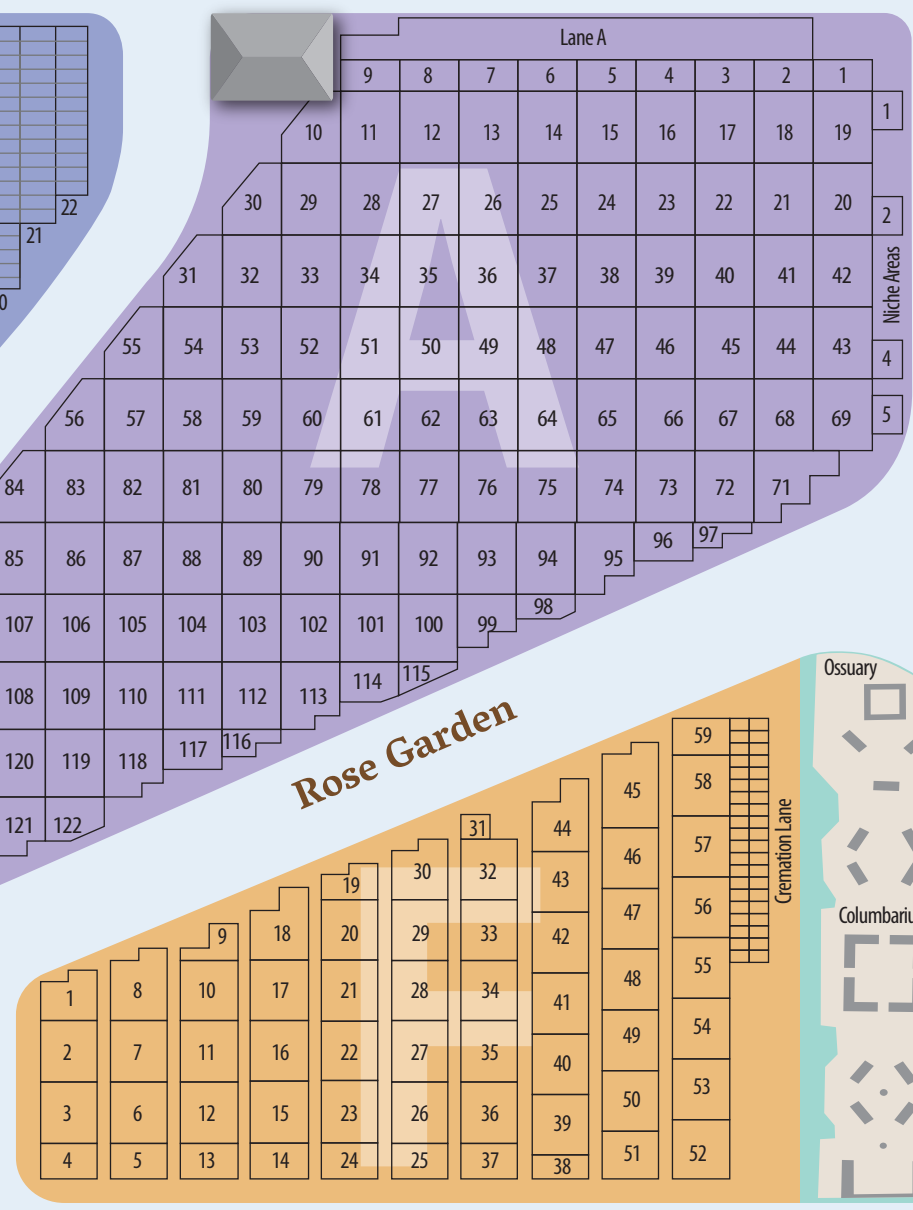 Lane A
9 8 7 6 5 4 3 2 1
1
10 11 12 13 14 15 16 17 18 19
22
30 29 28 27 26 25 24 23 22 21 20
2
21
31 32 33 34 35 36 37 38 39 40 41 42
Niche Areas
0
A
55 54 53 52 51 50 49 48 47 46 45 44 43
4
56 57 58 59 60 61 62 63 64 65 66 67 68 69
5
84 83 82 81 80 79 78 77 76 75 74 73 72 71
85 86 87 88 89 90 91 92 93 94 95 96 97
107 106 105 104 103 102 101 100 99 98
108 109 110 111 112 113 114 115
120 119 118 117 116
121 122
Rose Garden
Ossuary
Cremation Lane
Columbariu
F
59
45 58
31 44 57
19 30 32 43 46 56
9 18 20 29 33 42 47 55
1 8 10 17 21 28 34 41 48 54
2 7 11 16 22 27 35 40 49 53
3 6 12 15 23 26 36 39 50
4 5 13 14 24 25 37 38 51 52